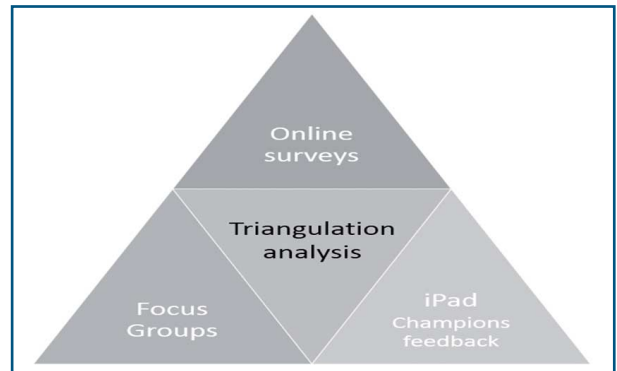 Online
surveys
Triangulation
analysis
Focus
Groups
iPad
Champions
feedback